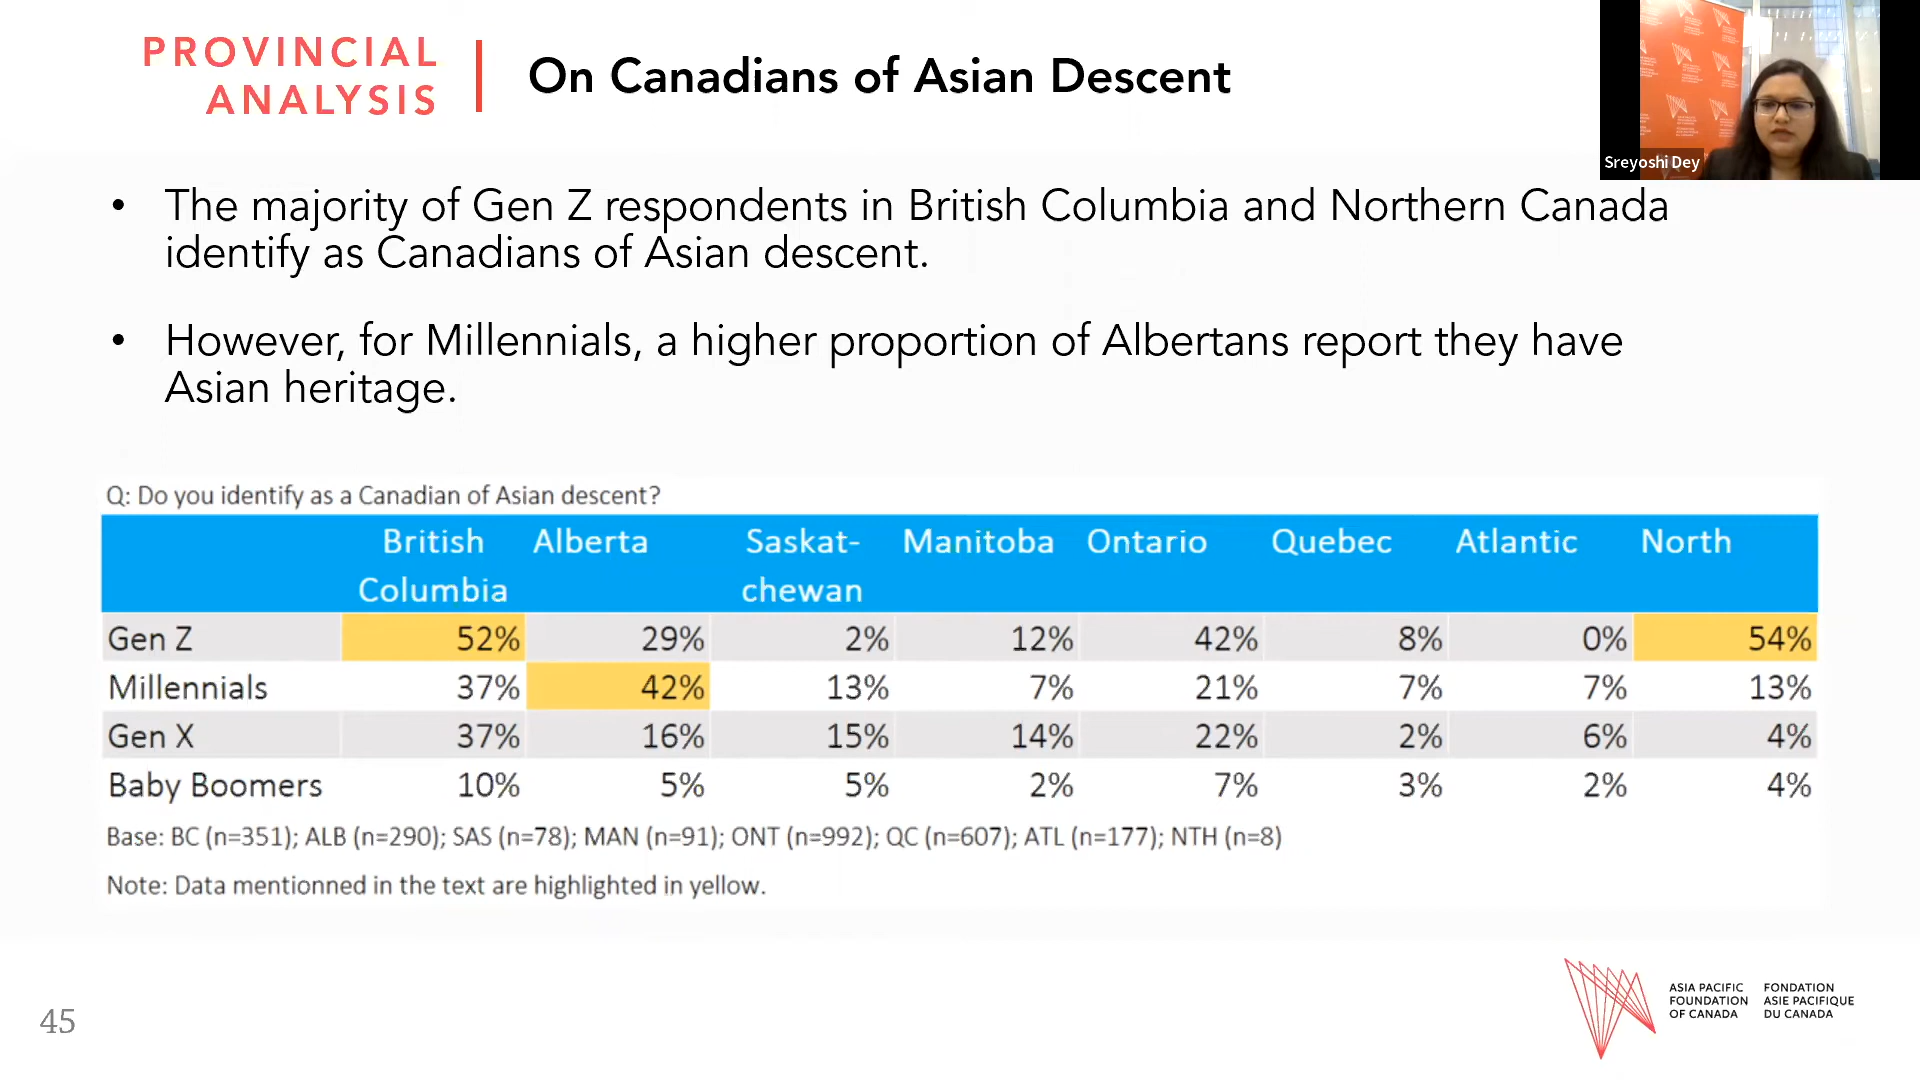 PROVINCIAL
ANALYSIS
On Canadians of Asian Descent
Sreyoshi Dey
• The majority of Gen Z respondents in British Columbia and Northern Canada
identify as Canadians of Asian descent.
• However, for Millennials, a higher proportion of Albertans report they have
Asian heritage.
Q: Do you identify as a Canadian of Asian descent?
British Columbia Alberta Saskat-chewan Manitoba Ontario Quebec Atlantic North
Gen Z 52% 29% 2% 12% 42% 8% 0% 54%
Millennials 37% 42% 13% 7% 21% 7% 7% 13%
Gen X 37% 16% 15% 14% 22% 2% 6% 4%
Baby Boomers 10% 5% 5% 2% 7% 3% 2% 4%
Base: BC (n=351); ALB (n=290); SAS (n=78); MAN (n=91); ONT (n=992); QC (n=607); ATL (n=177); NTH (n=8)
Note: Data mentionned in the text are highlighted in yellow.
45
ASIA PACIFIC
FOUNDATION
OF CANADA
FONDATION
ASIE PACIFIQUE
DU CANADA